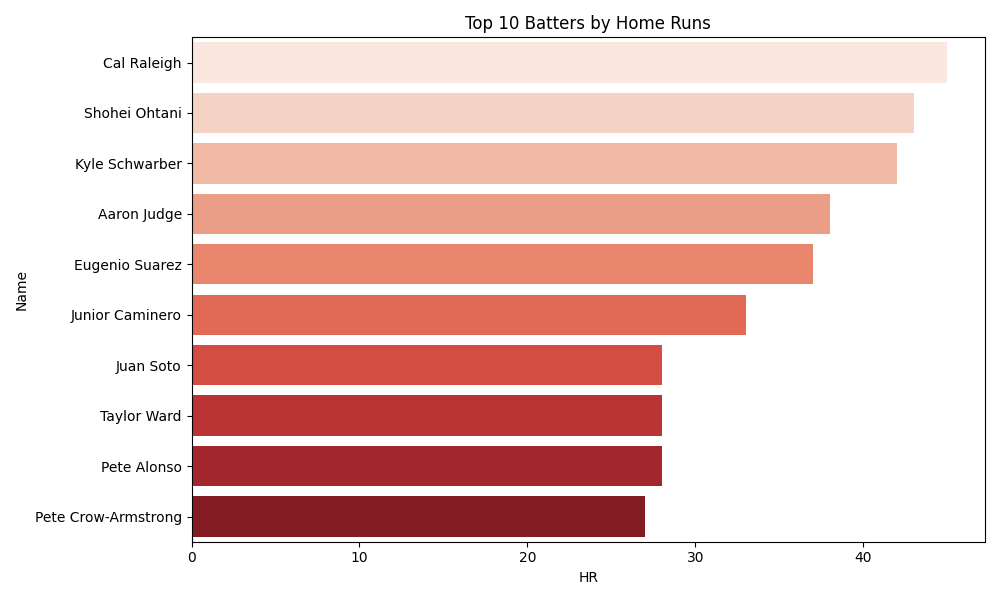 Top 10 Batters by Home Runs
Name
Cal Raleigh
Shohei Ohtani
Kyle Schwarber
Aaron Judge
Eugenio Suarez
Junior Caminero
Juan Soto
Taylor Ward
Pete Alonso
Pete Crow-Armstrong
0 10 20 30 40
HR